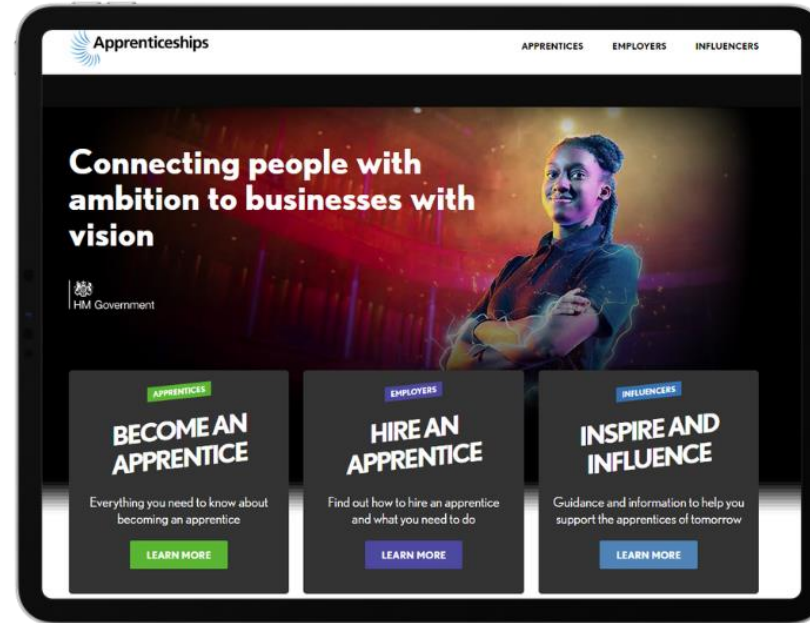 Apprenticeships
APPRENTICES EMPLOYERS INFLUENCERS
Connecting people with
ambition to businesses with
vision
HM Government
APPRENTICES
BECOME AN
APPRENTICE
Everything you need to know about
becoming an apprentice
LEARN MORE
EMPLOYERS
HIRE AN
APPRENTICE
Find out how to hire an apprentice
and what you need to do
LEARN MORE
INFLUENCERS
INSPIRE AND
INFLUENCE
Guidance and information to help you
support the apprentices of tomorrow
LEARN MORE